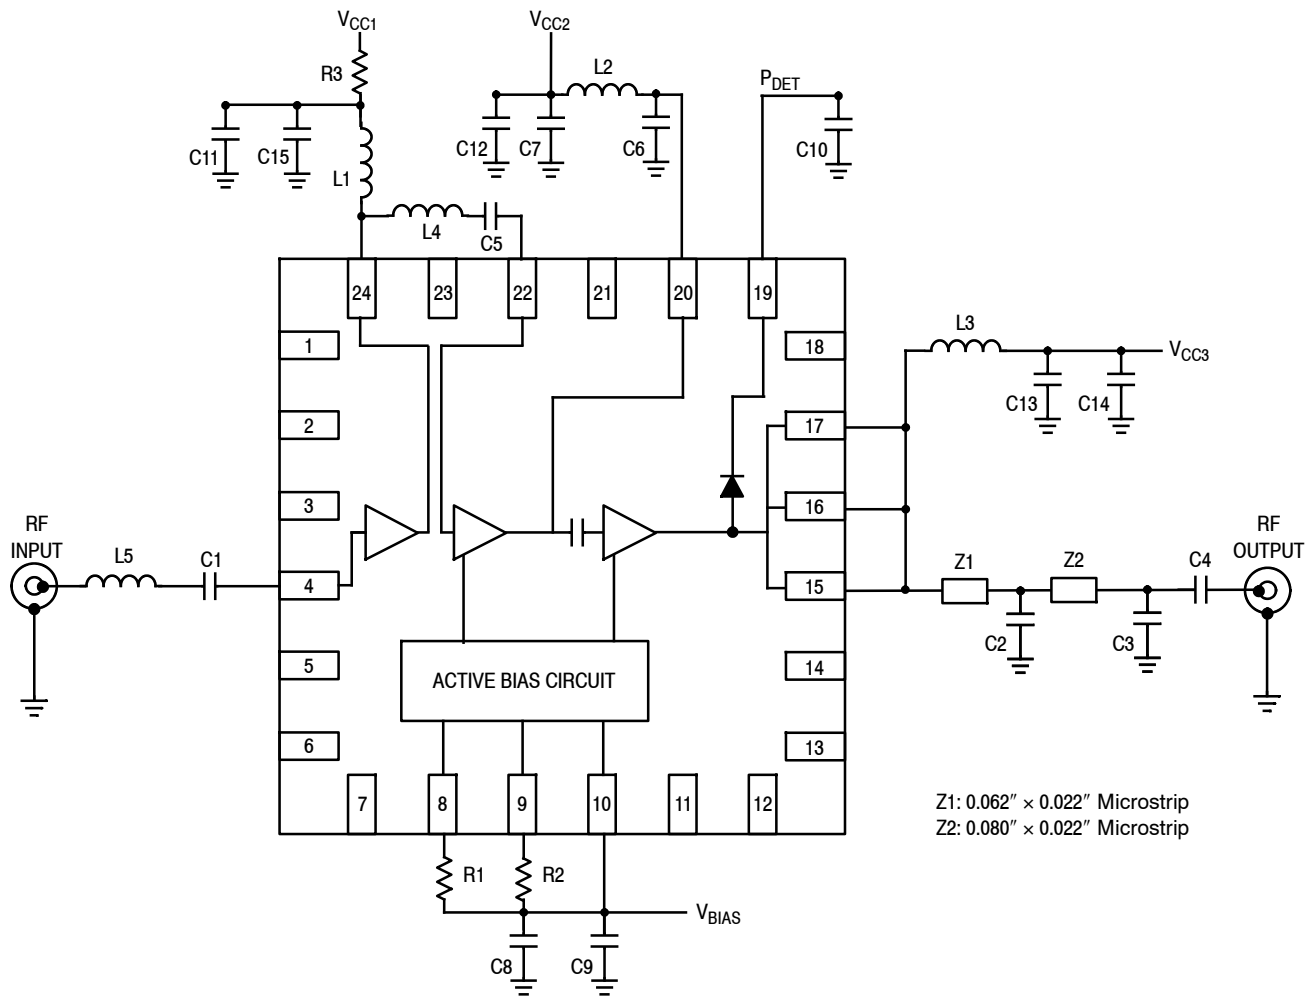 VCC1
VCC2
R3
L2
PDET
C11
C15
L1
C12
C7
C6
C10
L4
C5
24
23
22
21
20
19
1
18
L3
VCC3
C13
C14
2
17
3
16
RF
INPUT
L5
C1
4
15
Z1
Z2
C4
RF
OUTPUT
C2
C3
5
ACTIVE BIAS CIRCUIT
14
6
13
7
8
9
10
11
12
Z1: 0.062″ × 0.022″ Microstrip
Z2: 0.080″ × 0.022″ Microstrip
R1
R2
VBIAS
C8
C9